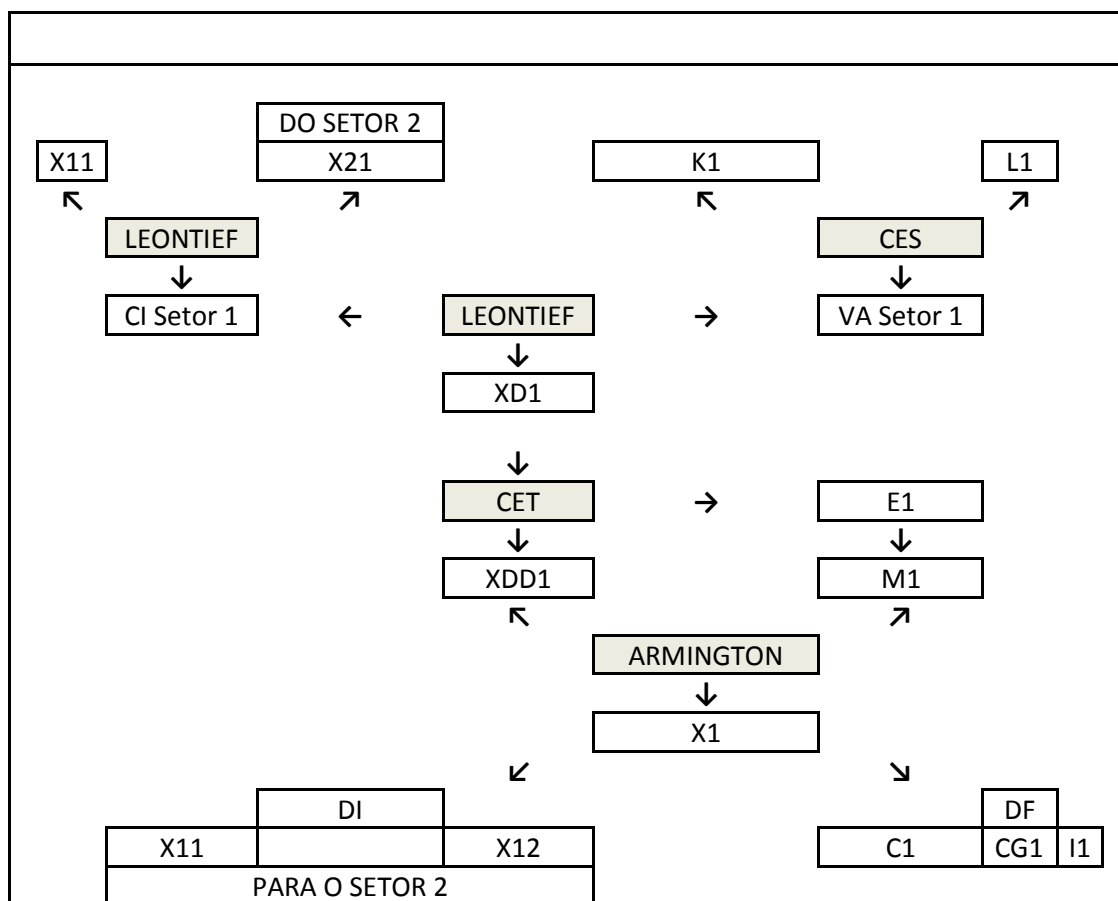 DO SETOR 2
X11 X21 K1 L1
LEONTIEF CES
CI Setor 1 LEONTIEF VA Setor 1
XD1
CET E1
XDD1 M1
ARMINGTON
X1
DI DF
X11 X12 C1 CG1 I1
PARA O SETOR 2